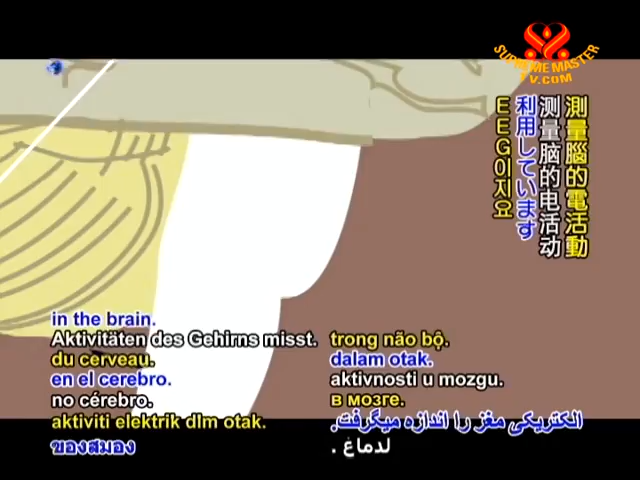 SUPREME MASTER
TV.COM
測量腦的電活動
测量脑的电活动
利用しています
EEG이지요
in the brain.
Aktivitäten des Gehirns misst.
du cerveau.
en el cerebro.
no cérebro.
aktiviti elektrik dlm otak.
ของสมอง
trong não bộ.
dalam otak.
aktivnosti u mozgu.
в мозге.
الکتریکی مغز را اندازه میگرفت.
لدماغ .